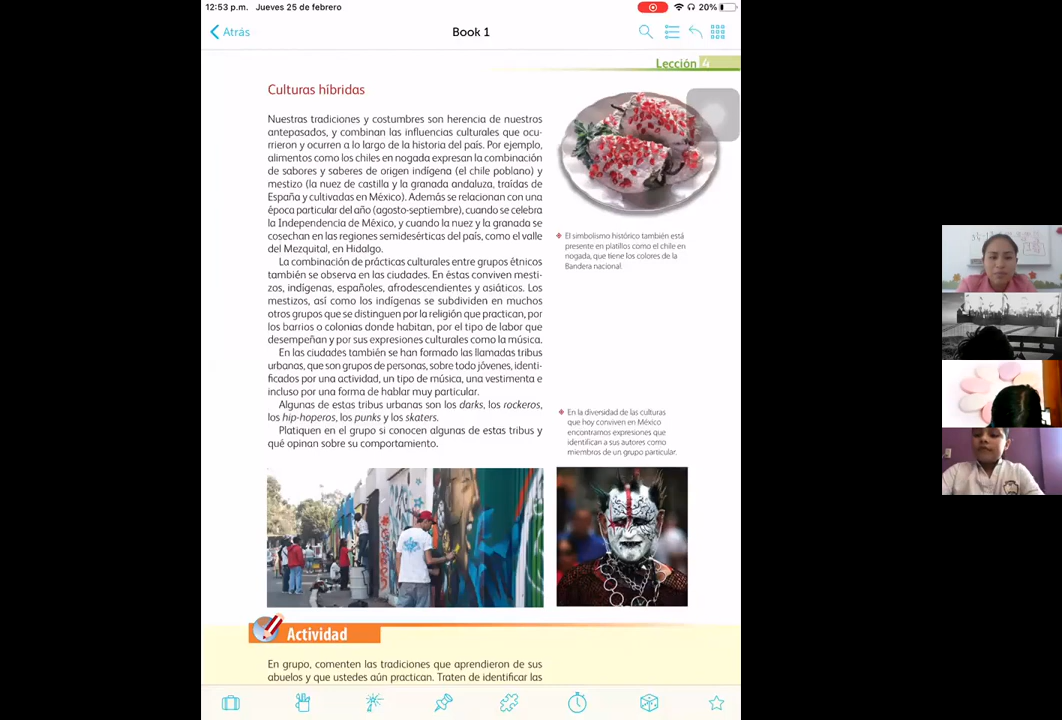 12:53 p.m. Jueves 25 de febrero
20%
Atrás
Book 1
Lección 4
Culturas híbridas
Nuestras tradiciones y costumbres son herencia de nuestros
antepasados, y combinan las influencias culturales que ocu-
rrieron y ocurren a lo largo de la historia del país. Por ejemplo,
alimentos como los chiles en nogada expresan la combinación
de sabores y saberes de origen indígena (el chile poblano) y
mestizo (la nuez de castilla y la granada andaluza, traídas de
España y cultivadas en México). Además se relacionan con una
época particular del año (agosto-septiembre), cuando se celebra
la Independencia de México, y cuando la nuez y la granada se
cosechan en las regiones semidesérticas del país, como el valle
del Mezquital, en Hidalgo.
La combinación de prácticas culturales entre grupos étnicos
también se observa en las ciudades. En éstas conviven mesti-
zos, indígenas, españoles, afrodescendientes y asiáticos. Los
mestizos, así como los indígenas se subdividen en muchos
otros grupos que se distinguen por la religión que practican, por
los barrios o colonias donde habitan, por el tipo de labor que
desempeñan y por sus expresiones culturales como la música.
En las ciudades también se han formado las llamadas tribus
urbanas, que son grupos de personas, sobre todo jóvenes, identi-
ficados por una actividad, un tipo de música, una vestimenta e
incluso por una forma de hablar muy particular.
Algunas de estas tribus urbanas son los darks, los rockeros,
los hip-hoperos, los punks y los skaters.
Platiquen en el grupo si conocen algunas de estas tribus y
qué opinan sobre su comportamiento.
El simbolismo histórico también está
presente en platillos como el chile en
nogada, que tiene los colores de la
Bandera nacional.
En la diversidad de las culturas
que hoy conviven en México
encontramos expresiones que
identifican a sus autores como
miembros de un grupo particular.
Actividad
En grupo, comenten las tradiciones que aprendieron de sus
abuelos y que ustedes aún practican. Traten de identificar las